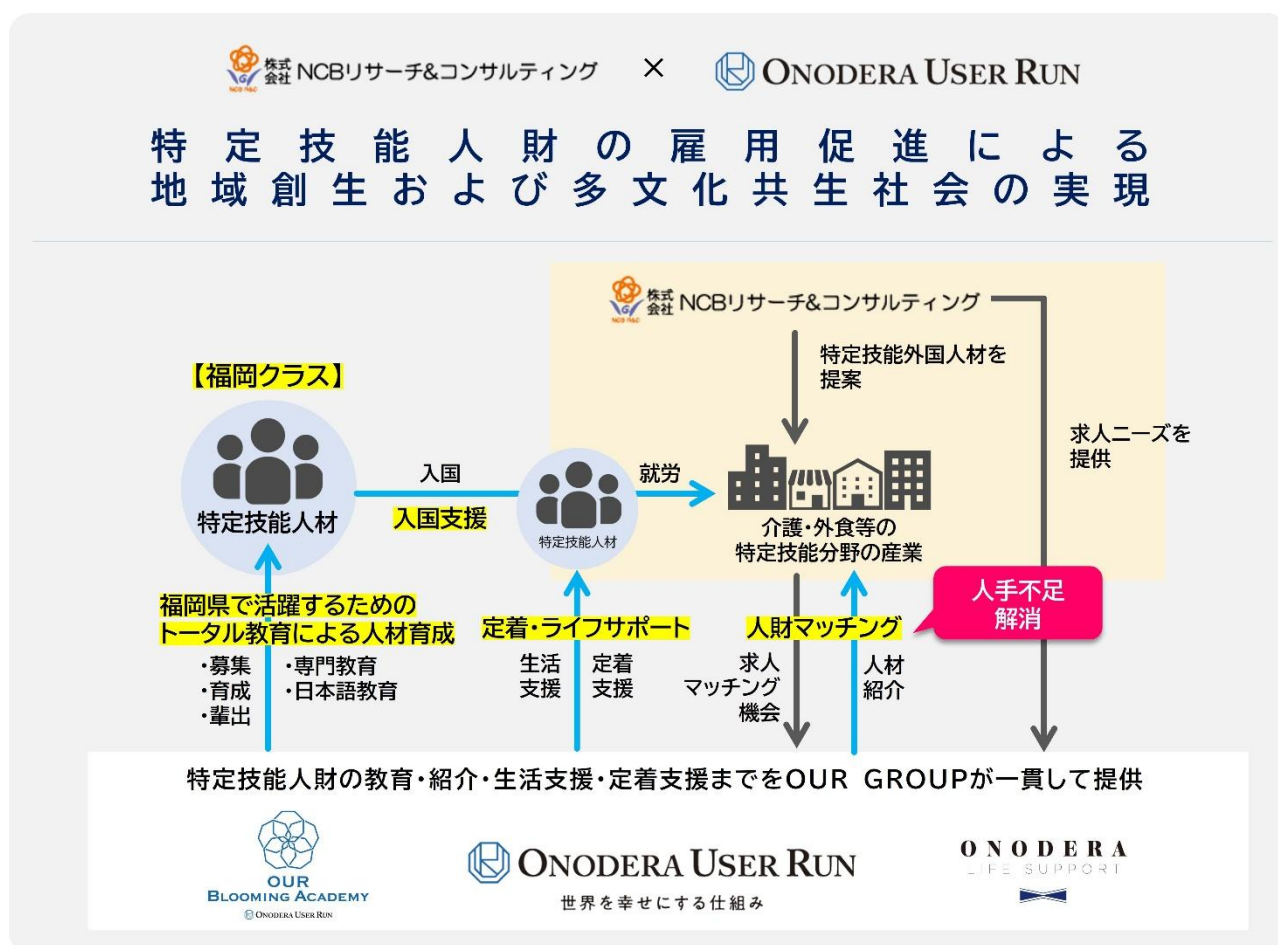 株式会社 NCBリサーチ&コンサルティング × ONODERA USER RUN
NCB R&C
特定技能人財の雇用促進による
地域創生および多文化共生社会の実現
株式会社 NCBリサーチ&コンサルティング
NCB R&C
特定技能外国人材を
提案
求人ニーズを
提供
【福岡クラス】
特定技能人材
入国
入国支援
特定技能人材
就労
介護・外食等の
特定技能分野の産業
人手不足
解消
福岡県で活躍するための
トータル教育による人材育成
・募集
・育成
・輩出
・専門教育
・日本語教育
定着・ライフサポート
生活
支援
定着
支援
人財マッチング
求人
マッチング
機会
人材
紹介
特定技能人財の教育・紹介・生活支援・定着支援までをOUR GROUPが一貫して提供
OUR
BLOOMING ACADEMY
ONODERA USER RUN
ONODERA USER RUN
世界を幸せにする仕組み
ONODERA
LIFE SUPPORT